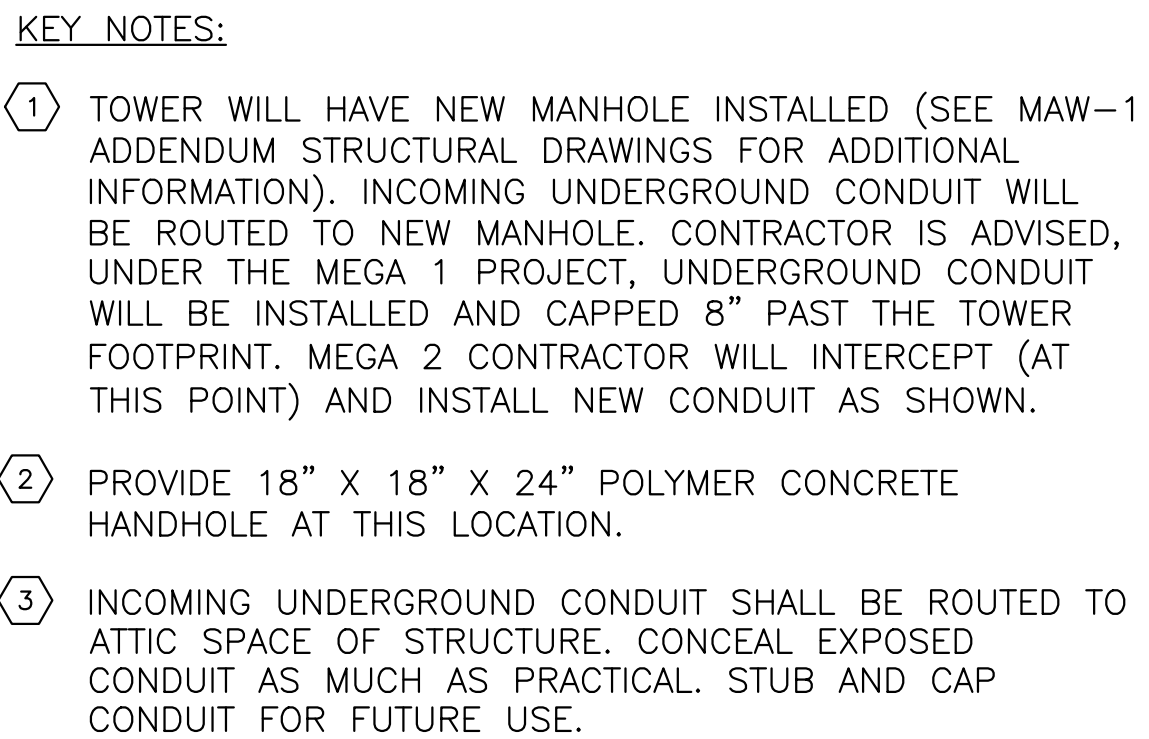 KEY NOTES:
1 TOWER WILL HAVE NEW MANHOLE INSTALLED (SEE MAW-1
ADDENDUM STRUCTURAL DRAWINGS FOR ADDITIONAL
INFORMATION). INCOMING UNDERGROUND CONDUIT WILL
BE ROUTED TO NEW MANHOLE. CONTRACTOR IS ADVISED,
UNDER THE MEGA 1 PROJECT, UNDERGROUND CONDUIT
WILL BE INSTALLED AND CAPPED 8” PAST THE TOWER
FOOTPRINT. MEGA 2 CONTRACTOR WILL INTERCEPT (AT
THIS POINT) AND INSTALL NEW CONDUIT AS SHOWN.
2 PROVIDE 18” X 18” X 24” POLYMER CONCRETE
HANDHOLE AT THIS LOCATION.
3 INCOMING UNDERGROUND CONDUIT SHALL BE ROUTED TO
ATTIC SPACE OF STRUCTURE. CONCEAL EXPOSED
CONDUIT AS MUCH AS PRACTICAL. STUB AND CAP
CONDUIT FOR FUTURE USE.